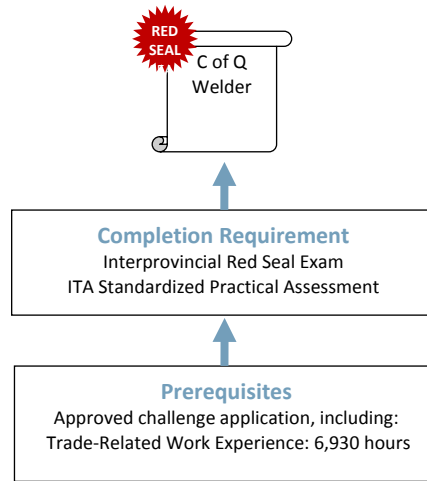 RED
SEAL
C of Q
Welder
Completion Requirement
Interprovincial Red Seal Exam
ITA Standardized Practical Assessment
Prerequisites
Approved challenge application, including:
Trade-Related Work Experience: 6,930 hours